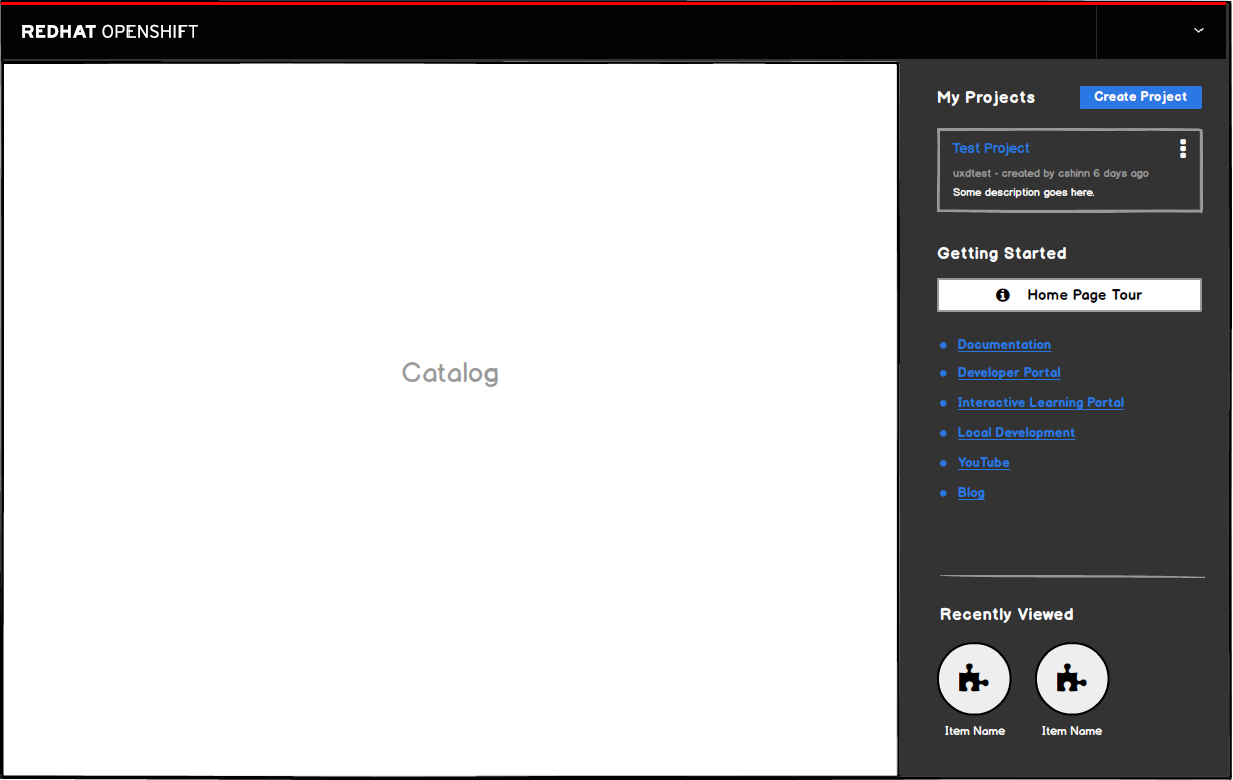 REDHAT OPENSHIFT
Catalog
My Projects
Create Project
Test Project
uxdtest - created by cshinn 6 days ago
Some description goes here.
Getting Started
Home Page Tour
Documentation
Developer Portal
Interactive Learning Portal
Local Development
YouTube
Blog
Recently Viewed
Item Name
Item Name